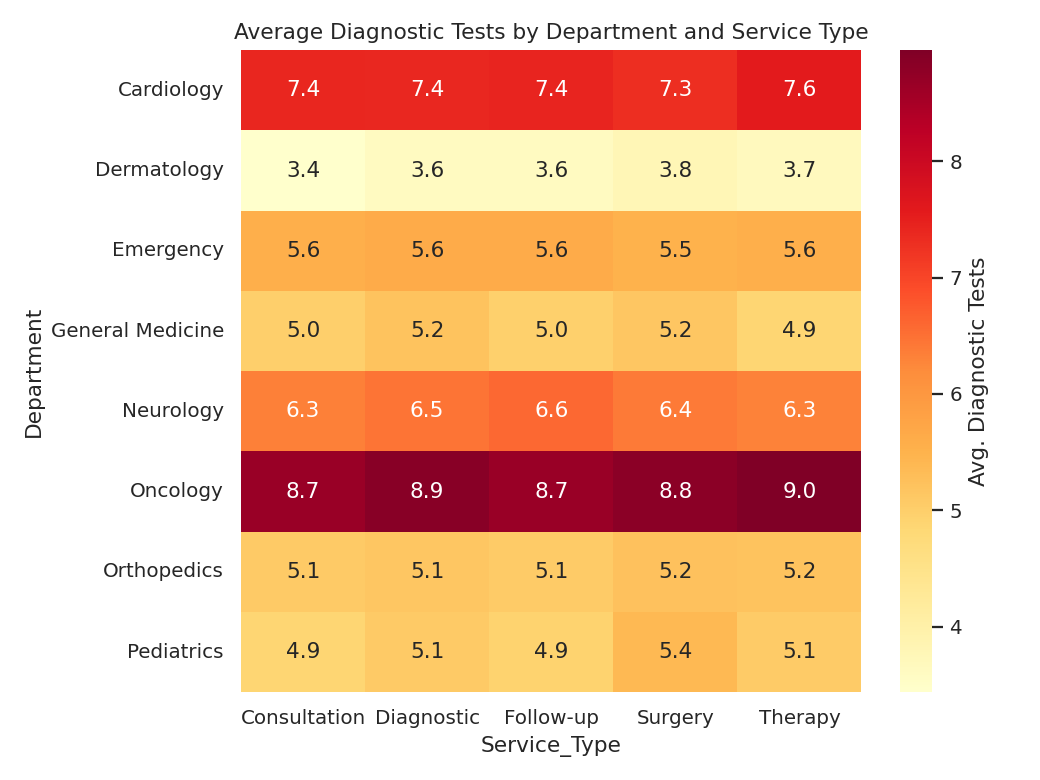 Average Diagnostic Tests by Department and Service Type
Department
Cardiology 7.4 7.4 7.4 7.3 7.6
Dermatology 3.4 3.6 3.6 3.8 3.7
Emergency 5.6 5.6 5.6 5.5 5.6
General Medicine 5.0 5.2 5.0 5.2 4.9
Neurology 6.3 6.5 6.6 6.4 6.3
Oncology 8.7 8.9 8.7 8.8 9.0
Orthopedics 5.1 5.1 5.1 5.2 5.2
Pediatrics 4.9 5.1 4.9 5.4 5.1
Consultation Diagnostic Follow-up Surgery Therapy
Service_Type
8
7
6
5
4
Avg. Diagnostic Tests